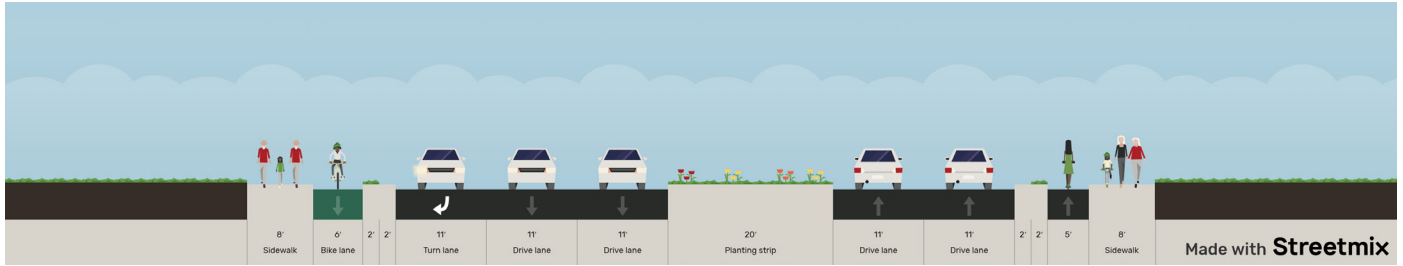 8' 6' 2' 2' 11' 11' 11' 20' 11' 11' 2' 2' 5' 8'
Sidewalk Bike lane Turn lane Drive lane Drive lane Planting strip Drive lane Drive lane Sidewalk
Made with Streetmix